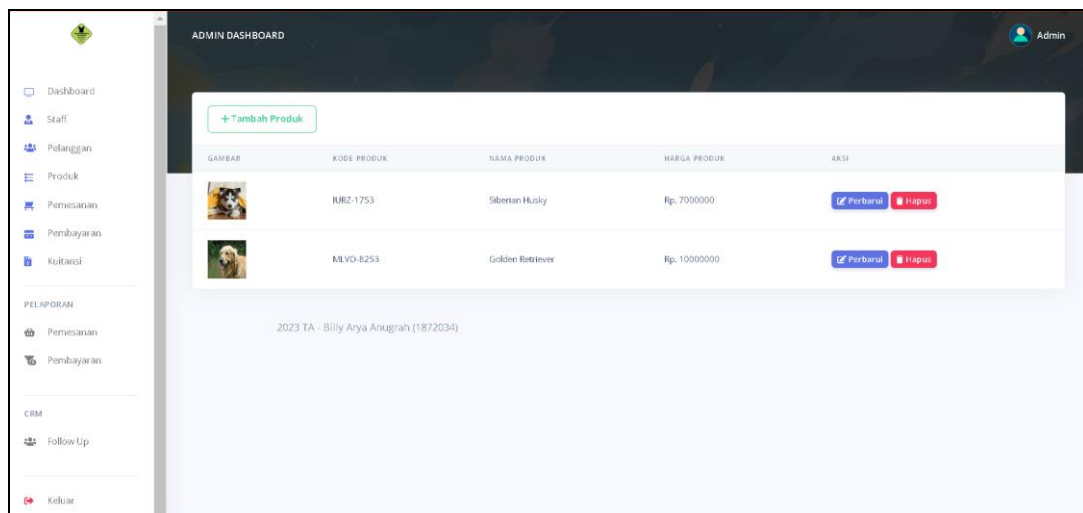 ADMIN DASHBOARD
Admin
Dashboard
Staff
Pelanggan
Produk
Pemesanan
Pembayaran
Kuitansi
PELAPORAN
Pemesanan
Pembayaran
CRM
Follow Up
Keluar
+ Tambah Produk
GAMBAR KODE PRODUK NAMA PRODUK HARGA PRODUK AKSI
IURZ-1753 Siberian Husky Rp. 7000000 Perbarui Hapus
MLVD-8253 Golden Retriever Rp. 10000000 Perbarui Hapus
2023 TA - Billy Arya Anugrah (1872034)